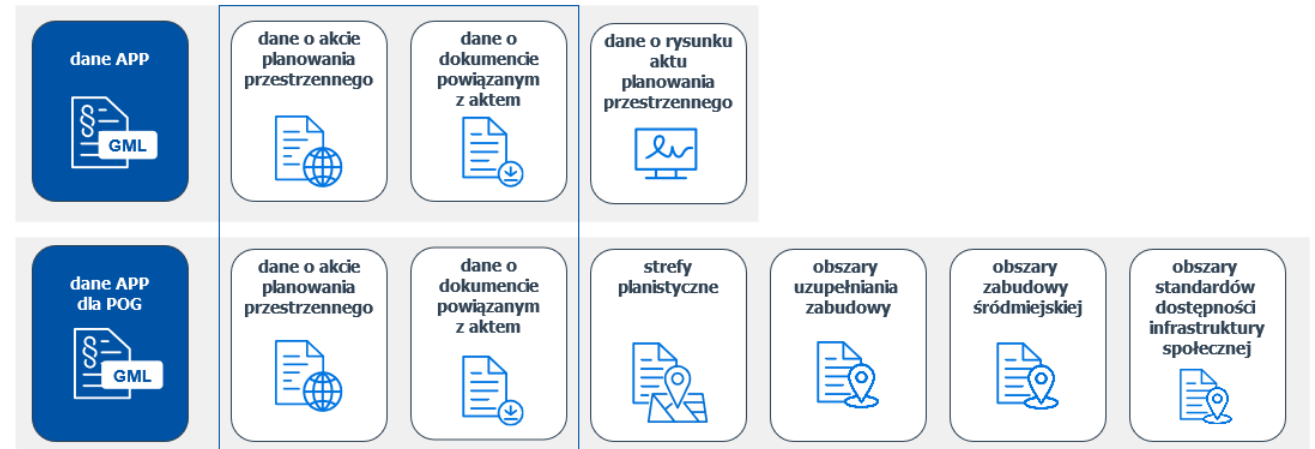 dane APP
GML
dane o akcie
planowania
przestrzennego
dane o
dokumencie
powiązanym
z aktem
dane o rysunku
aktu
planowania
przestrzennego
dane APP
dla POG
GML
dane o akcie
planowania
przestrzennego
dane o
dokumencie
powiązanym
z aktem
strefy
planistyczne
obszary
uzupełniania
zabudowy
obszary
zabudowy
śródmiejskiej
obszary
standardów
dostępności
infrastruktury
społecznej